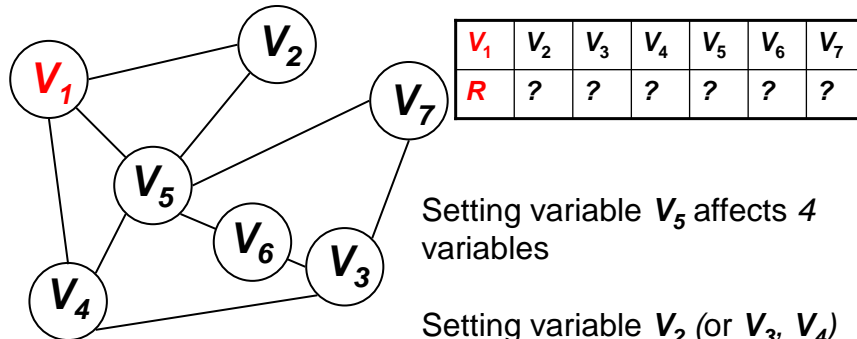 V1 V2 V3 V4 V5 V6 V7
R ? ? ? ? ? ?
V2
V1
V7
V5
V6
V3
V4
Setting variable V5 affects 4
variables
Setting variable V2 (or V3, V4)